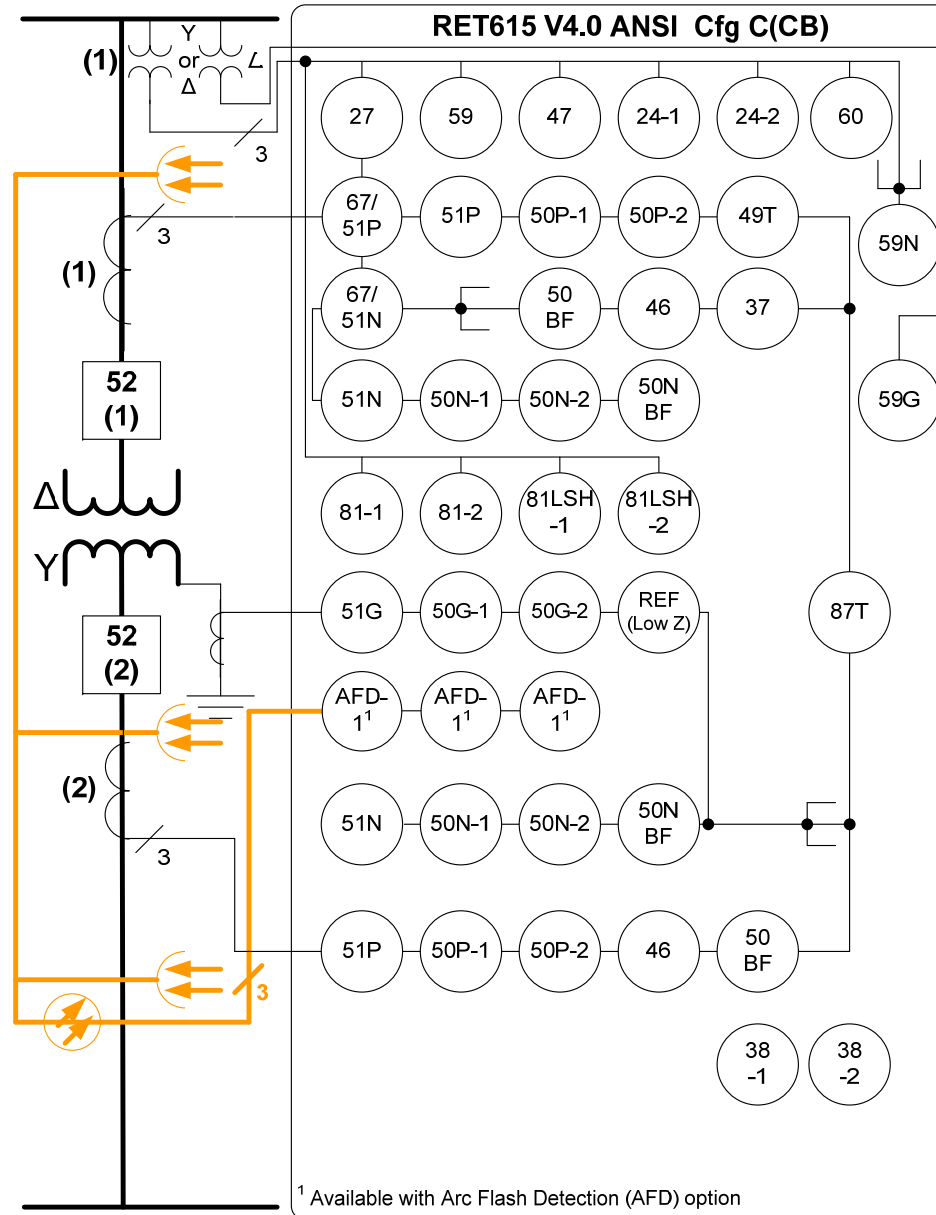 RET615 V4.0 ANSI Cfg C(CB)
(1)
Y
or
Δ
3
27
59
47
24-1
24-2
60
3
67/
51P
51P
50P-1
50P-2
49T
59N
(1)
67/
51N
50
BF
46
37
52
(1)
51N
50N-1
50N-2
50N
BF
59G
Δ
81-1
81-2
81LSH
-1
81LSH
-2
Y
52
(2)
51G
50G-1
50G-2
REF
(Low Z)
87T
AFD-
1¹
AFD-
1¹
AFD-
1¹
(2)
3
51N
50N-1
50N-2
50N
BF
51P
50P-1
50P-2
46
50
BF
3
38
-1
38
-2
¹ Available with Arc Flash Detection (AFD) option